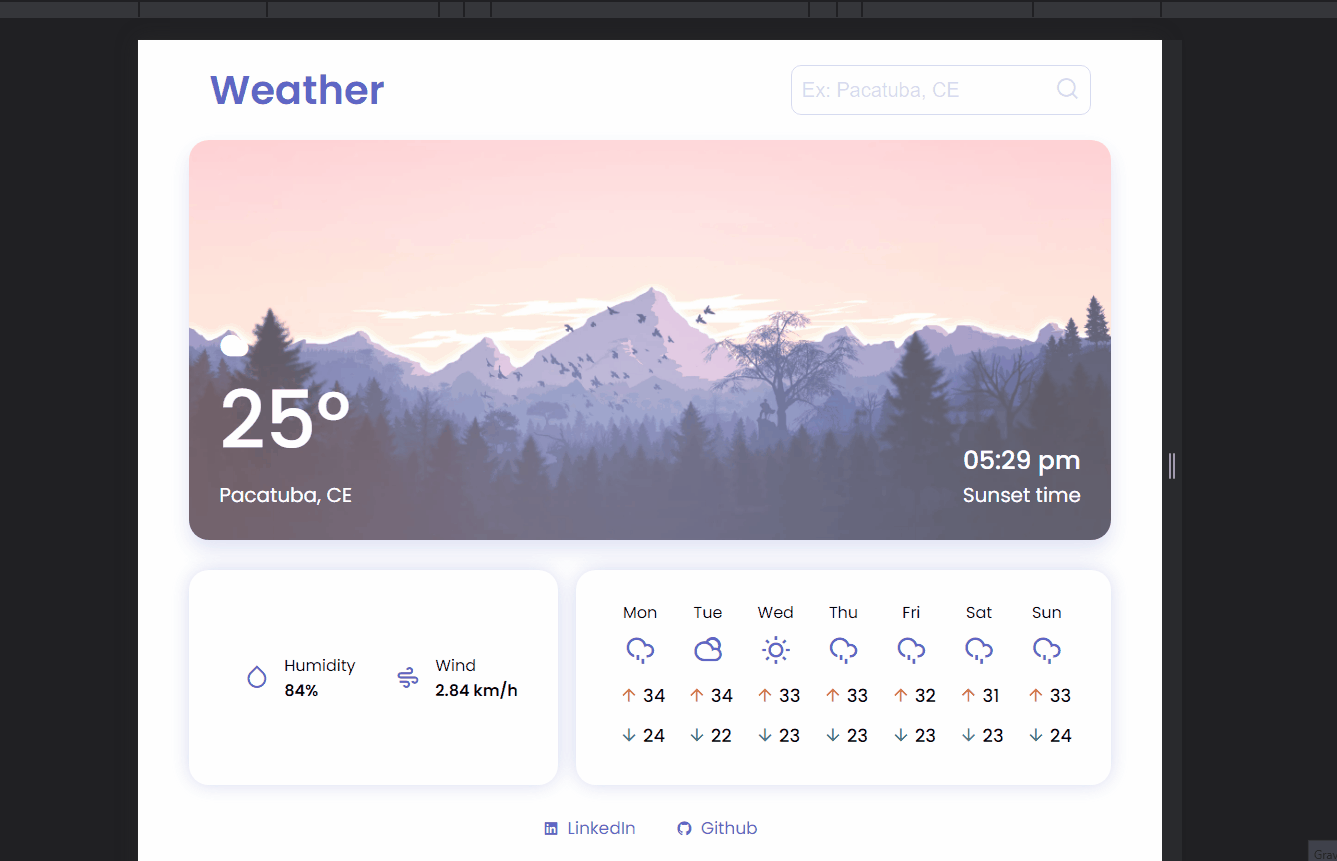 Weather
Ex: Pacatuba, CE
25°
Pacatuba, CE
05:29 pm
Sunset time
Humidity
84%
Wind
2.84 km/h
Mon Tue Wed Thu Fri Sat Sun
34 34 33 33 32 31 33
24 22 23 23 23 23 24
LinkedIn Github